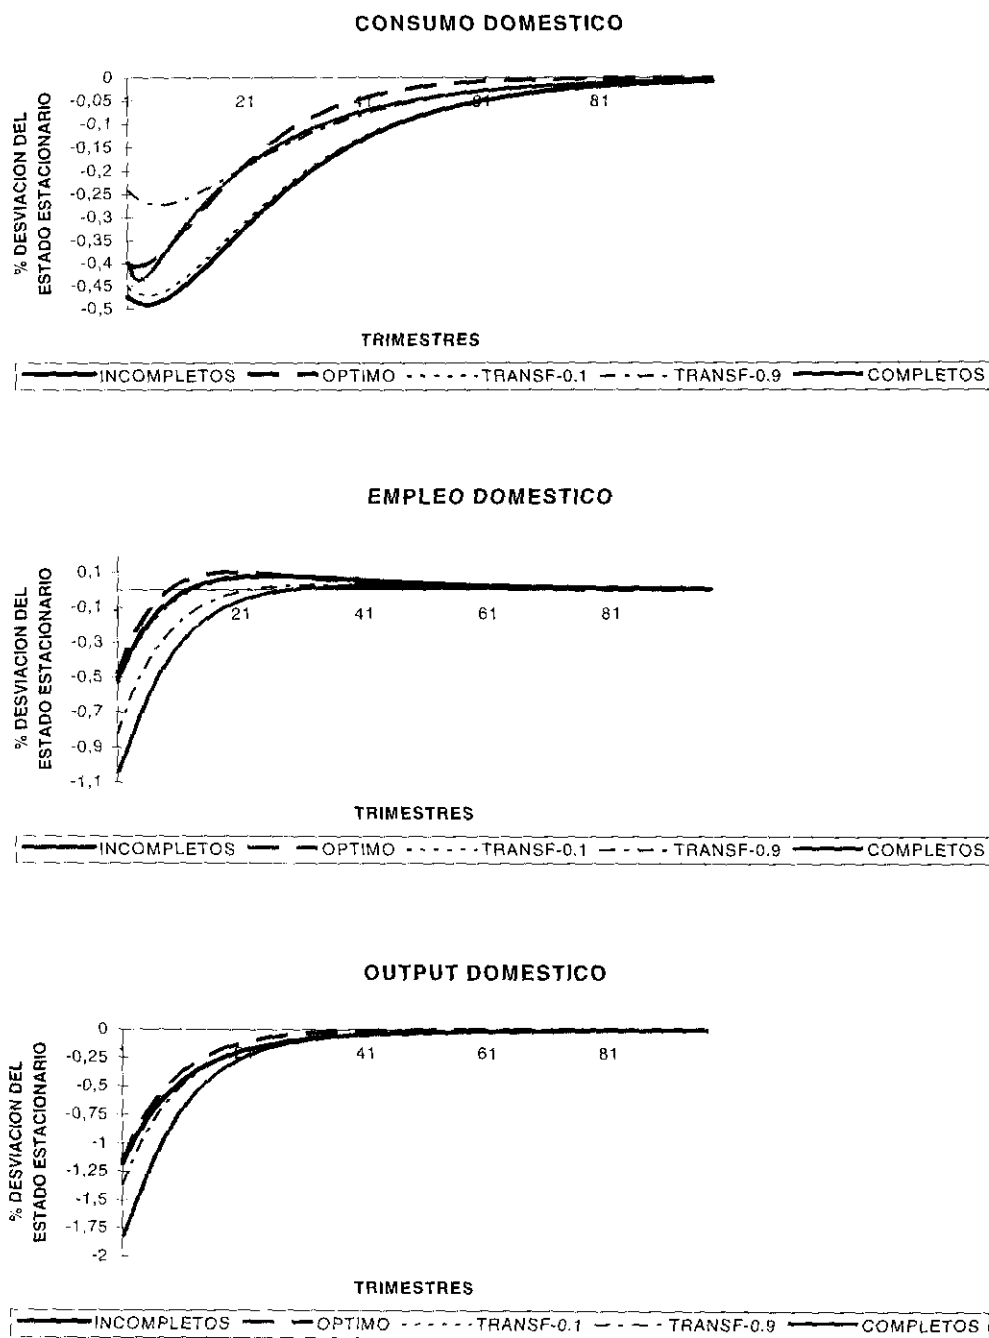 CONSUMO DOMESTICO
% DESVIACION DEL
ESTADO ESTACIONARIO
0
-0,05
-0,1
-0,15
-0,2
-0,25
-0,3
-0,35
-0,4
-0,45
-0,5
1
21
41
61
81
TRIMESTRES
INCOMPLETOS OPTIMO TRANSF-0.1 TRANSF-0.9 COMPLETOS
EMPLEO DOMESTICO
% DESVIACION DEL
ESTADO ESTACIONARIO
0,1
-0,1
-0,3
-0,5
-0,7
-0,9
-1,1
1
21
41
61
81
TRIMESTRES
INCOMPLETOS OPTIMO TRANSF-0.1 TRANSF-0.9 COMPLETOS
OUTPUT DOMESTICO
% DESVIACION DEL
ESTADO ESTACIONARIO
0
-0,25
-0,5
-0,75
-1
-1,25
-1,5
-1,75
-2
41
61
81
TRIMESTRES
INCOMPLETOS OPTIMO TRANSF-0.1 TRANSF-0.9 COMPLETOS